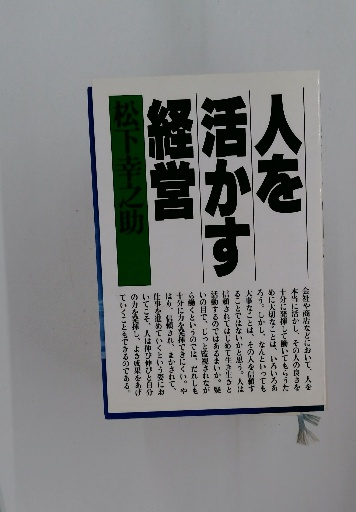 人を
活かす
経営
松下幸之助
会社や商店などにおいて、人を
本当に活かし、その人の良さを
十分に発揮して働いてもらうた
めに大切なことは、いろいろあ
ろう。しかし、なんといっても
大事なことは、その人を信頼す
ることではないかと思う。人は
信頼されてはじめて生き生きと
活動するのではあるまいか。疑
いの目で、じっと監視されなが
ら働くというのでは、だれしも
十分に力を発揮できにくい。や
はり、信頼され、まかされて、
仕事を進めていくという姿にお
いてこそ、人は伸び伸びと自分
の力を発揮し、よき成果をあげ
ていくこともできるのである。